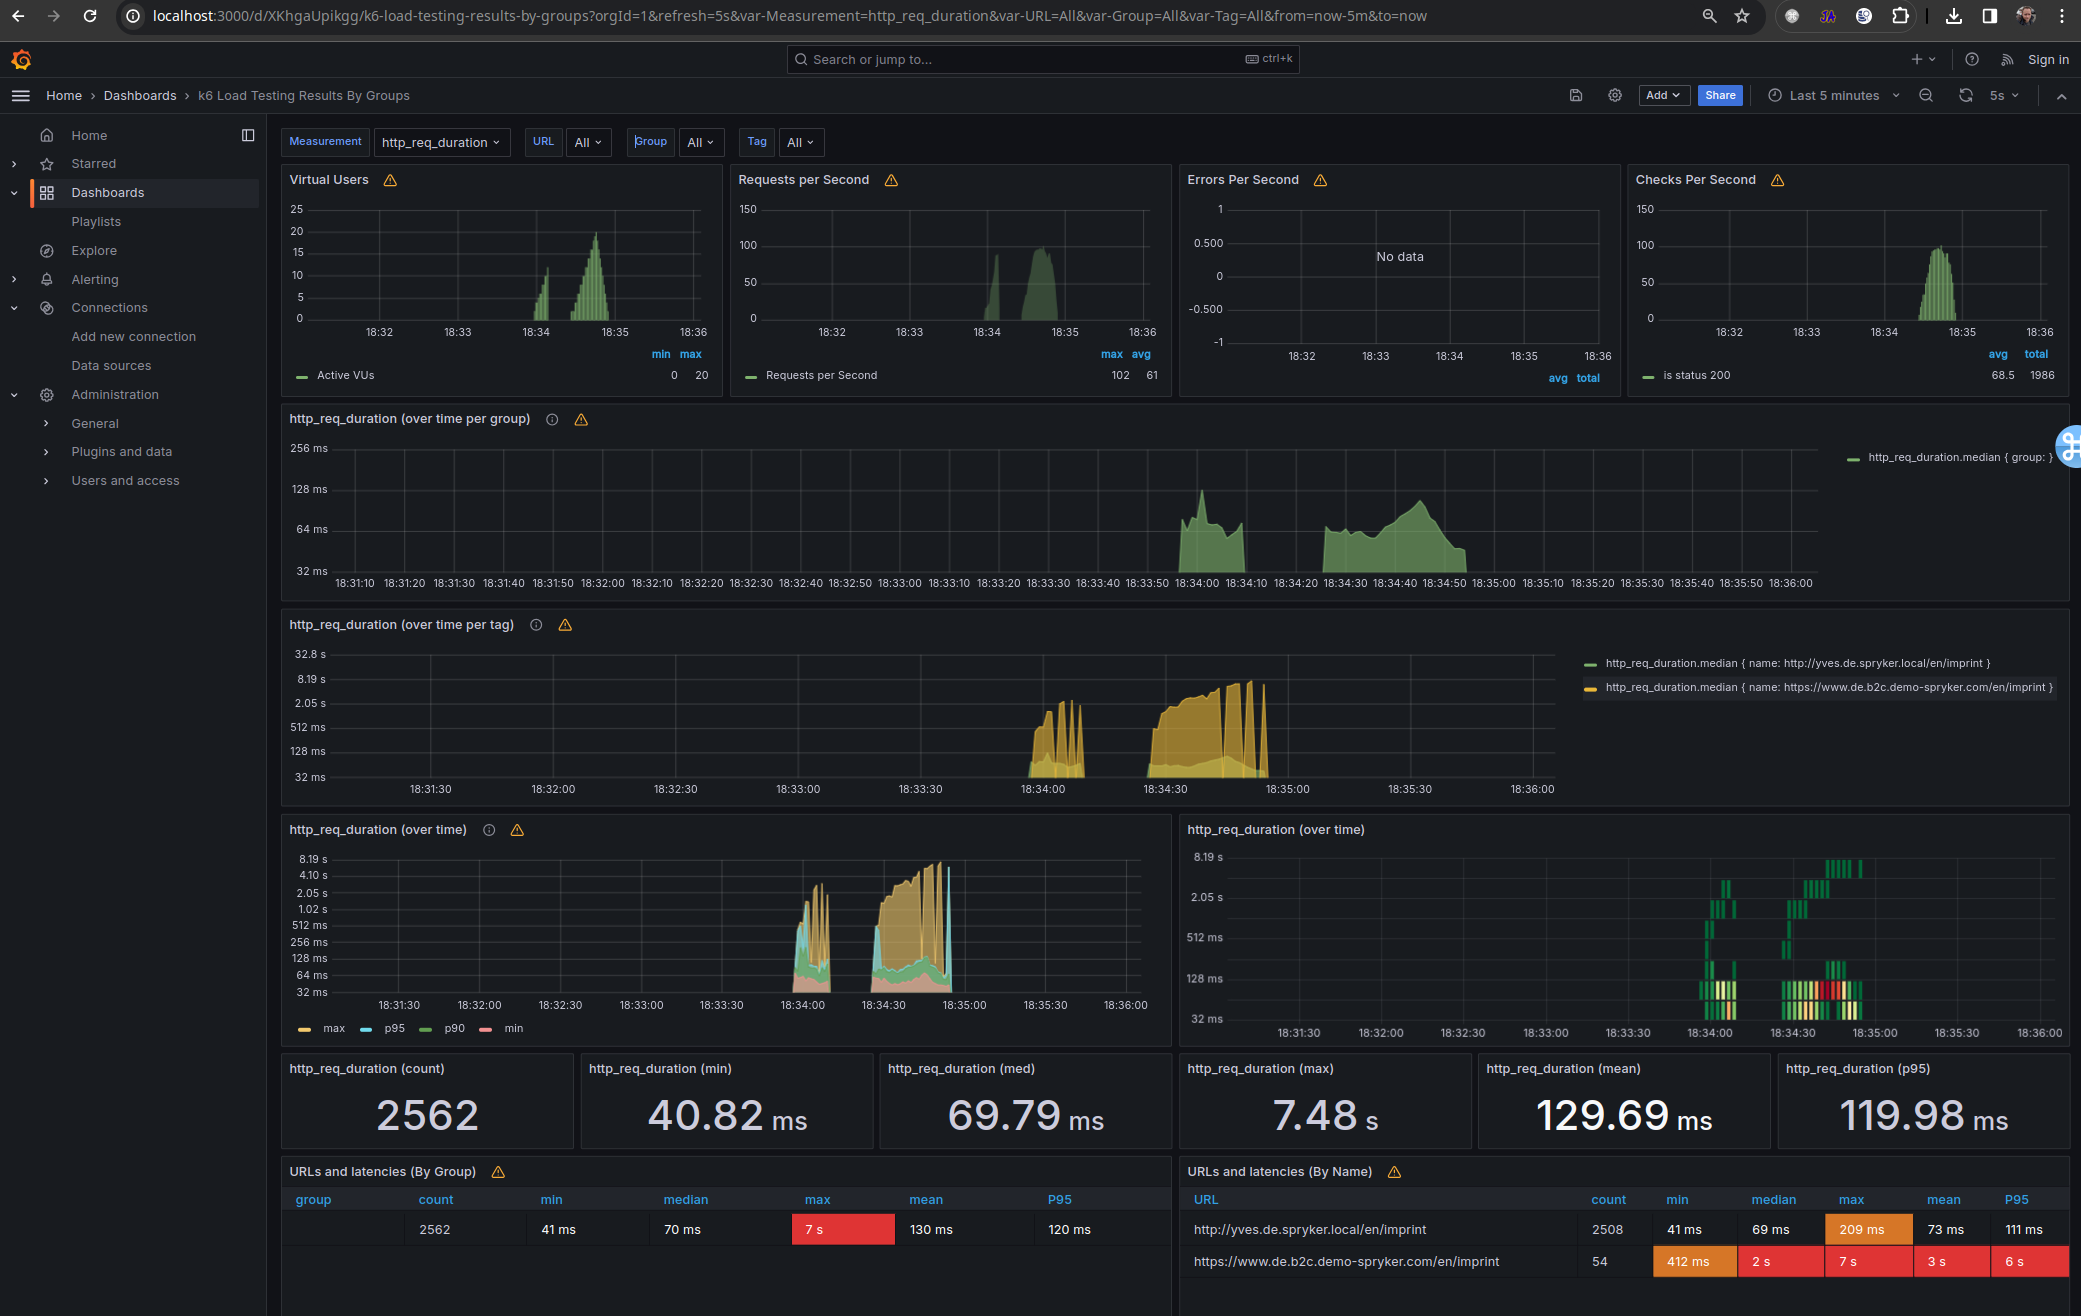 localhost:3000/d/XKhgaUpikgg/k6-load-testing-results-by-groups?orgId=1&refresh=5s&var-Measurement=http_req_duration&var-URL=All&var-Group=All&var-Tag=All&from=now-5m&to=now
Search or jump to... ctrl+k
Sign in
Home › Dashboards › k6 Load Testing Results By Groups
Add Share Last 5 minutes 5s
Home
Starred
Dashboards
Playlists
Explore
Alerting
Connections
Add new connection
Data sources
Administration
General
Plugins and data
Users and access
Measurement http_req_duration URL All Group All Tag All
Virtual Users
25
20
15
10
5
0
18:32 18:33 18:34 18:35 18:36
min max
Active VUs 0 20
Requests per Second
150
100
50
0
18:32 18:33 18:34 18:35 18:36
max avg
Requests per Second 102 61
Errors Per Second
1
0.500
0
-0.500
-1
No data
18:32 18:33 18:34 18:35 18:36
avg total
Checks Per Second
150
100
50
0
18:32 18:33 18:34 18:35 18:36
avg total
is status 200 68.5 1986
http_req_duration (over time per group)
256 ms
128 ms
64 ms
32 ms
18:31:10 18:31:20 18:31:30 18:31:40 18:31:50 18:32:00 18:32:10 18:32:20 18:32:30 18:32:40 18:32:50 18:33:00 18:33:10 18:33:20 18:33:30 18:33:40 18:33:50 18:34:00 18:34:10 18:34:20 18:34:30 18:34:40 18:34:50 18:35:00 18:35:10 18:35:20 18:35:30 18:35:40 18:35:50 18:36:00
http_req_duration.median { group: }
http_req_duration (over time per tag)
32.8 s
8.19 s
2.05 s
512 ms
128 ms
32 ms
18:31:30 18:32:00 18:32:30 18:33:00 18:33:30 18:34:00 18:34:30 18:35:00 18:35:30 18:36:00
http_req_duration.median { name: http://yves.de.spryker.local/en/imprint }
http_req_duration.median { name: https://www.de.b2c.demo-spryker.com/en/imprint }
http_req_duration (over time)
8.19 s
4.10 s
2.05 s
1.02 s
512 ms
256 ms
128 ms
64 ms
32 ms
18:31:30 18:32:00 18:32:30 18:33:00 18:33:30 18:34:00 18:34:30 18:35:00 18:35:30 18:36:00
max p95 p90 min
http_req_duration (over time)
8.19 s
2.05 s
512 ms
128 ms
32 ms
18:31:30 18:32:00 18:32:30 18:33:00 18:33:30 18:34:00 18:34:30 18:35:00 18:35:30 18:36:00
http_req_duration (count)
2562
http_req_duration (min)
40.82 ms
http_req_duration (med)
69.79 ms
http_req_duration (max)
7.48 s
http_req_duration (mean)
129.69 ms
http_req_duration (p95)
119.98 ms
URLs and latencies (By Group)
group count min median max mean P95
2562 41 ms 70 ms 7 s 130 ms 120 ms
URLs and latencies (By Name)
URL count min median max mean P95
http://yves.de.spryker.local/en/imprint 2508 41 ms 69 ms 209 ms 73 ms 111 ms
https://www.de.b2c.demo-spryker.com/en/imprint 54 412 ms 2 s 7 s 3 s 6 s